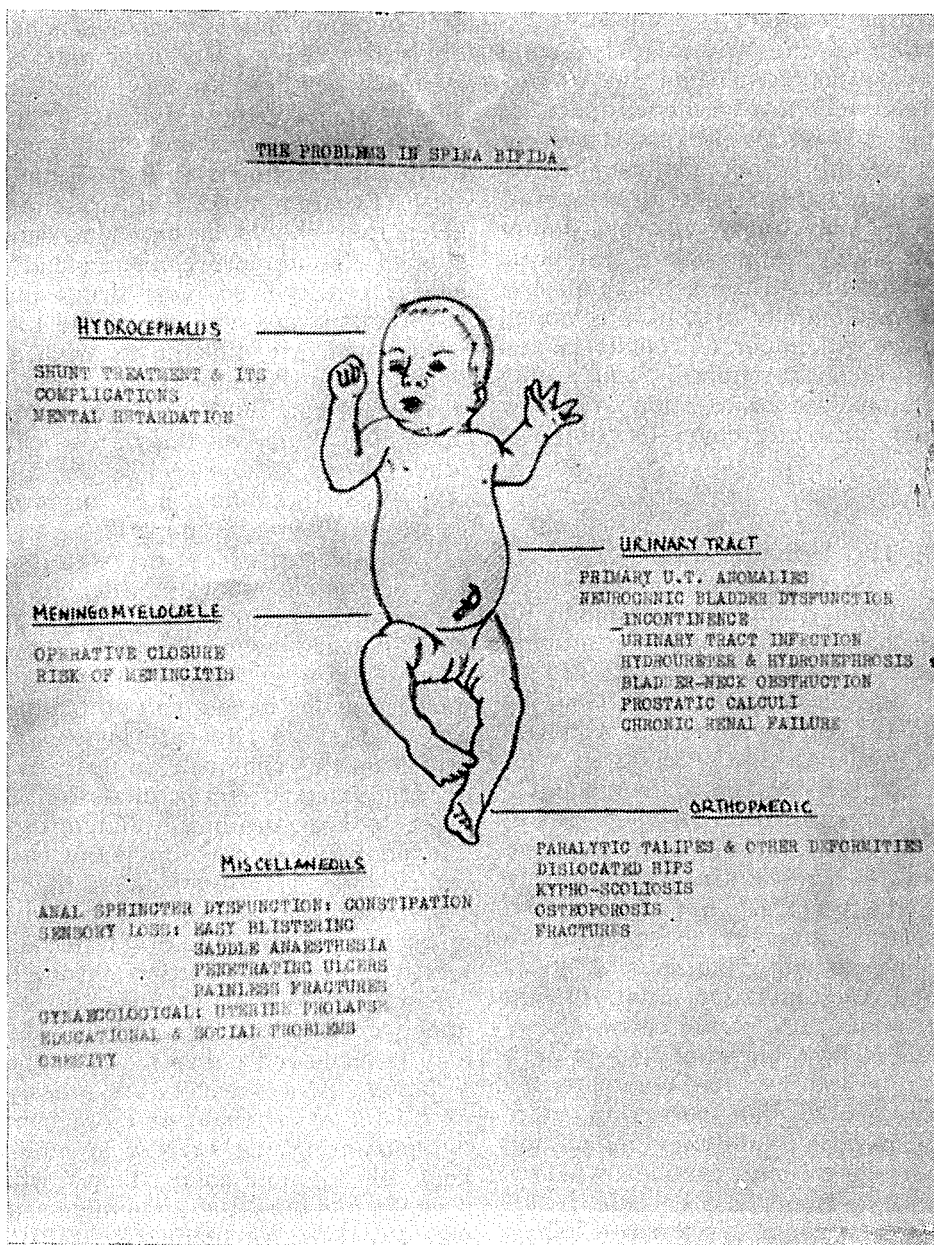 THE PROBLEMS IN SPINA BIFIDA
HYDROCEPHALUS
SHUNT TREATMENT & ITS
COMPLICATIONS
MENTAL RETARDATION
URINARY TRACT
PRIMARY U.T. ANOMALIES
NEUROGENIC BLADDER DYSFUNCTION
INCONTINENCE
URINARY TRACT INFECTION
HYDROURETER & HYDRONEPHROSIS
BLADDER-NECK OBSTRUCTION
PROSTATIC CALCULI
CHRONIC RENAL FAILURE
MENINGOMYELOCOELE
OPERATIVE CLOSURE
RISK OF MENINGITIS
ORTHOPAEDIC
PARALYTIC TALIPES & OTHER DEFORMITIES
DISLOCATED HIPS
KYPHO-SCOLIOSIS
OSTEOPOROSIS
FRACTURES
MISCELLANEOUS
ANAL SPHINCTER DYSFUNCTION: CONSTIPATION
SENSORY LOSS: EASY BLISTERING
SADDLE ANAESTHESIA
PENETRATING ULCERS
PAINLESS FRACTURES
GYNAECOLOGICAL: UTERINE PROLAPSE
EDUCATIONAL & SOCIAL PROBLEMS
OBESITY